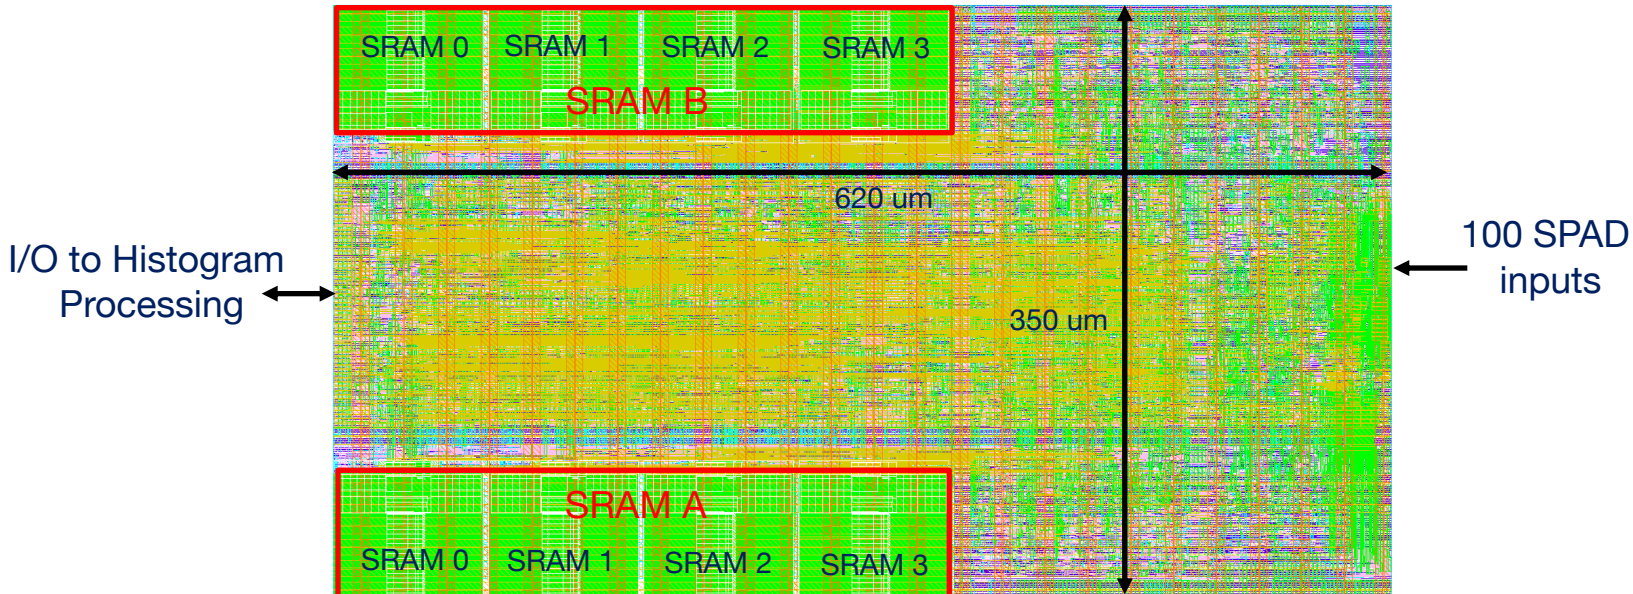 SRAM 0 SRAM 1 SRAM 2 SRAM 3
SRAM B
620 um
I/O to Histogram
Processing
100 SPAD
inputs
350 um
SRAM A
SRAM 0 SRAM 1 SRAM 2 SRAM 3